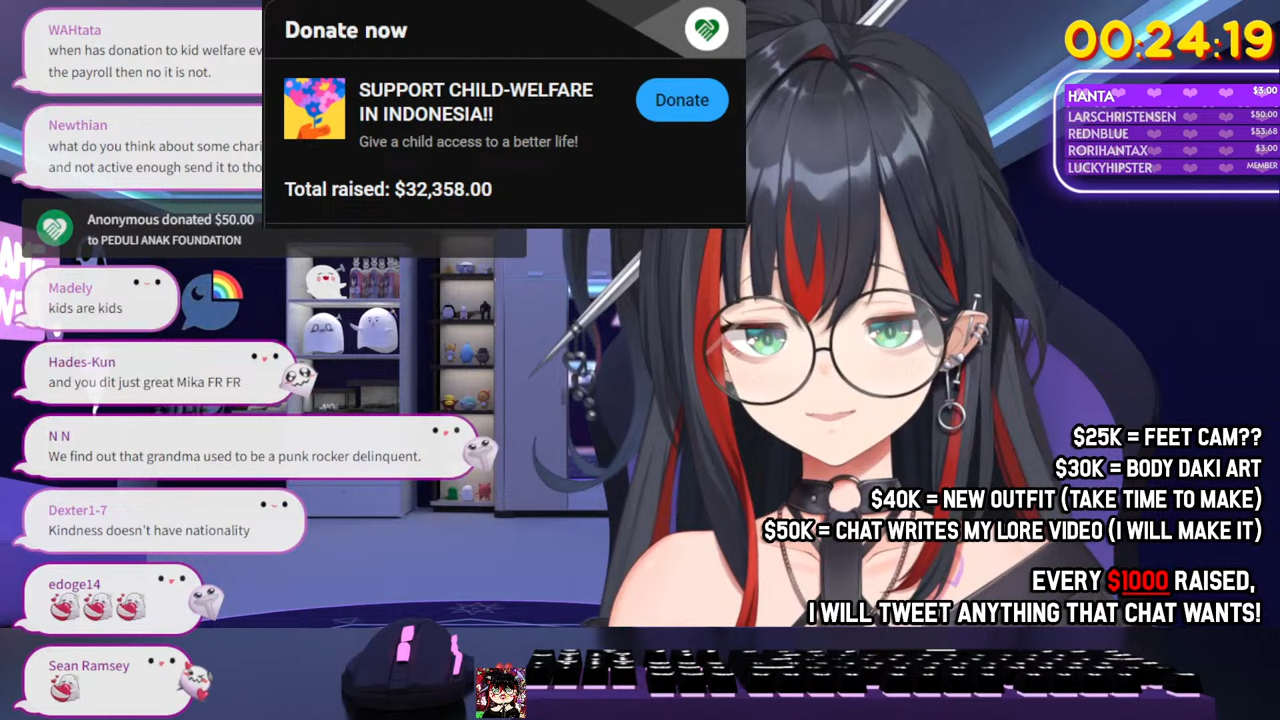 WAHtata
when has donation to kid welfare ev
the payroll then no it is not.
Newthian
what do you think about some chari
and not active enough send it to tho
Anonymous donated $50.00
to PEDULI ANAK FOUNDATION
Madely
kids are kids
Hades-Kun
and you dit just great Mika FR FR
N N
We find out that grandma used to be a punk rocker delinquent.
Dexter1-7
Kindness doesn't have nationality
edoge14
Sean Ramsey
Donate now
SUPPORT CHILD-WELFARE
IN INDONESIA!!
Give a child access to a better life!
Donate
Total raised: $32,358.00
00:24:19
HANTA $3.00
LARSCHRISTENSEN $50.00
REDNBLUE $53.68
RORIHANTAX $3.00
LUCKYHIPSTER MEMBER
$25K = FEET CAM??
$30K = BODY DAKI ART
$40K = NEW OUTFIT (TAKE TIME TO MAKE)
$50K = CHAT WRITES MY LORE VIDEO (I WILL MAKE IT)
EVERY $1000 RAISED,
I WILL TWEET ANYTHING THAT CHAT WANTS!